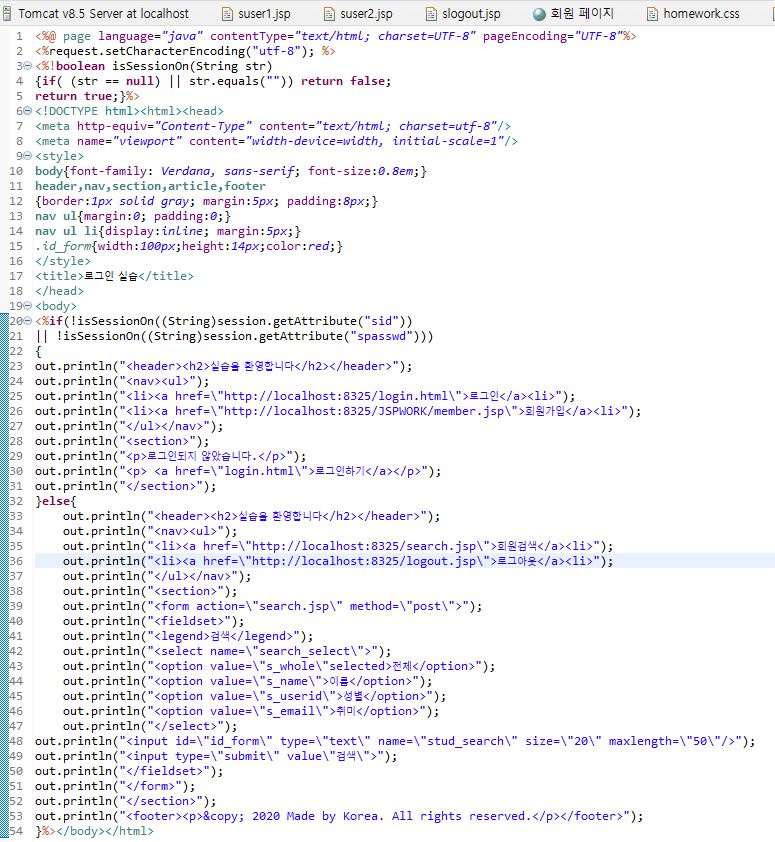 Tomcat v8.5 Server at localhost suser1.jsp suser2.jsp slogout.jsp 회원 페이지 homework.css
1 <%@ page language="java" contentType="text/html; charset=UTF-8" pageEncoding="UTF-8"%>
2 <%request.setCharacterEncoding("utf-8"); %>
3 <%!boolean isSessionOn(String str)
4 {if( (str == null) || str.equals("")) return false;
5 return true;}%>
6 <!DOCTYPE html><html><head>
7 <meta http-equiv="Content-Type" content="text/html; charset=utf-8"/>
8 <meta name="viewport" content="width-device=width, initial-scale=1"/>
9 <style>
10 body{font-family: Verdana, sans-serif; font-size:0.8em;}
11 header,nav,section,article,footer
12 {border:1px solid gray; margin:5px; padding:8px;}
13 nav ul{margin:0; padding:0;}
14 nav ul li{display:inline; margin:5px;}
15 .id_form{width:100px;height:14px;color:red;}
16 </style>
17 <title>로그인 실습</title>
18 </head>
19 <body>
20 <%if(!isSessionOn((String)session.getAttribute("sid"))
21 || !isSessionOn((String)session.getAttribute("spasswd")))
22 {
23 out.println("<header><h2>실습을 환영합니다</h2></header>");
24 out.println("<nav><ul>");
25 out.println("<li><a href=\"http://localhost:8325/login.html\">로그인</a><li>");
26 out.println("<li><a href=\"http://localhost:8325/JSPWORK/member.jsp\">회원가입</a><li>");
27 out.println("</ul></nav>");
28 out.println("<section>");
29 out.println("<p>로그인되지 않았습니다.</p>");
30 out.println("<p> <a href=\"login.html\">로그인하기</a></p>");
31 out.println("</section>");
32 }else{
33 out.println("<header><h2>실습을 환영합니다</h2></header>");
34 out.println("<nav><ul>");
35 out.println("<li><a href=\"http://localhost:8325/search.jsp\">회원검색</a><li>");
36 out.println("<li><a href=\"http://localhost:8325/logout.jsp\">로그아웃</a><li>");
37 out.println("</ul></nav>");
38 out.println("<section>");
39 out.println("<form action=\"search.jsp\" method=\"post\">");
40 out.println("<fieldset>");
41 out.println("<legend>검색</legend>");
42 out.println("<select name=\"search_select\">");
43 out.println("<option value=\"s_whole\"selected>전체</option>");
44 out.println("<option value=\"s_name\">이름</option>");
45 out.println("<option value=\"s_userid\">성별</option>");
46 out.println("<option value=\"s_email\">취미</option>");
47 out.println("</select>");
48 out.println("<input id=\"id_form\" type=\"text\" name=\"stud_search\" size=\"20\" maxlength=\"50\"/>");
49 out.println("<input type=\"submit\" value\"검색\">");
50 out.println("</fieldset>");
51 out.println("</form>");
52 out.println("</section>");
53 out.println("<footer><p>&copy; 2020 Made by Korea. All rights reserved.</p></footer>");
54 }%></body></html>